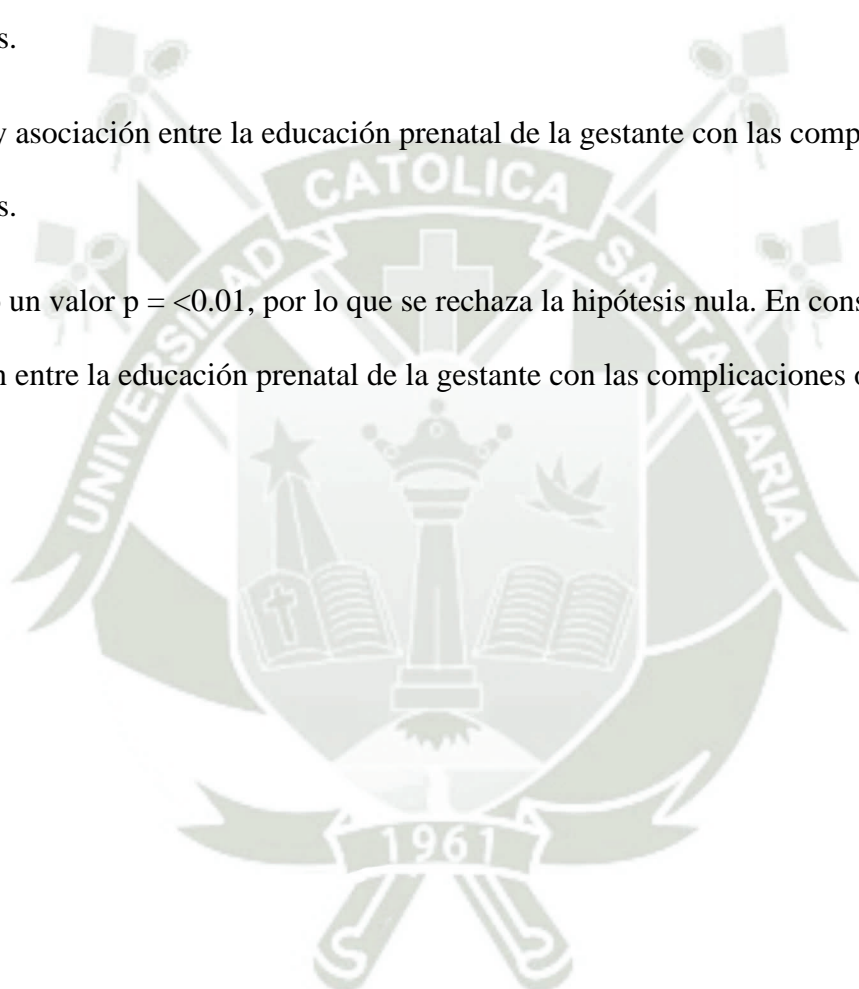 s.
y asociación entre la educación prenatal de la gestante con las comp
s.
un valor p = <0.01, por lo que se rechaza la hipótesis nula. En cons
n entre la educación prenatal de la gestante con las complicaciones o
UNIVERSIDAD CATOLICA SANTA MARIA
1961